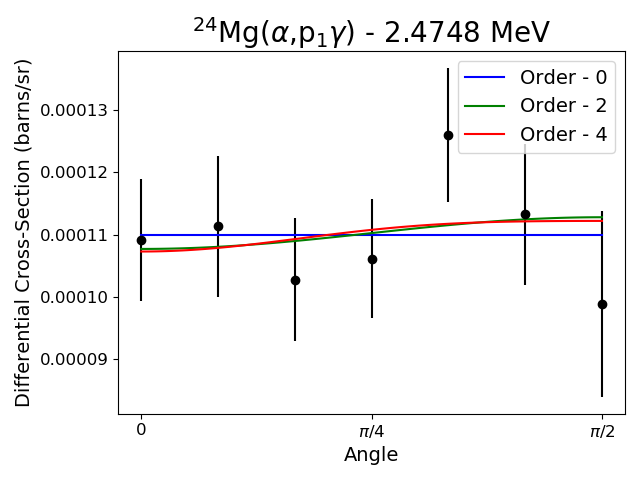 ²⁴Mg(α,p₁γ) - 2.4748 MeV
Differential Cross-Section (barns/sr)
0.00013
0.00012
0.00011
0.00010
0.00009
Order - 0
Order - 2
Order - 4
0
π/4
π/2
Angle